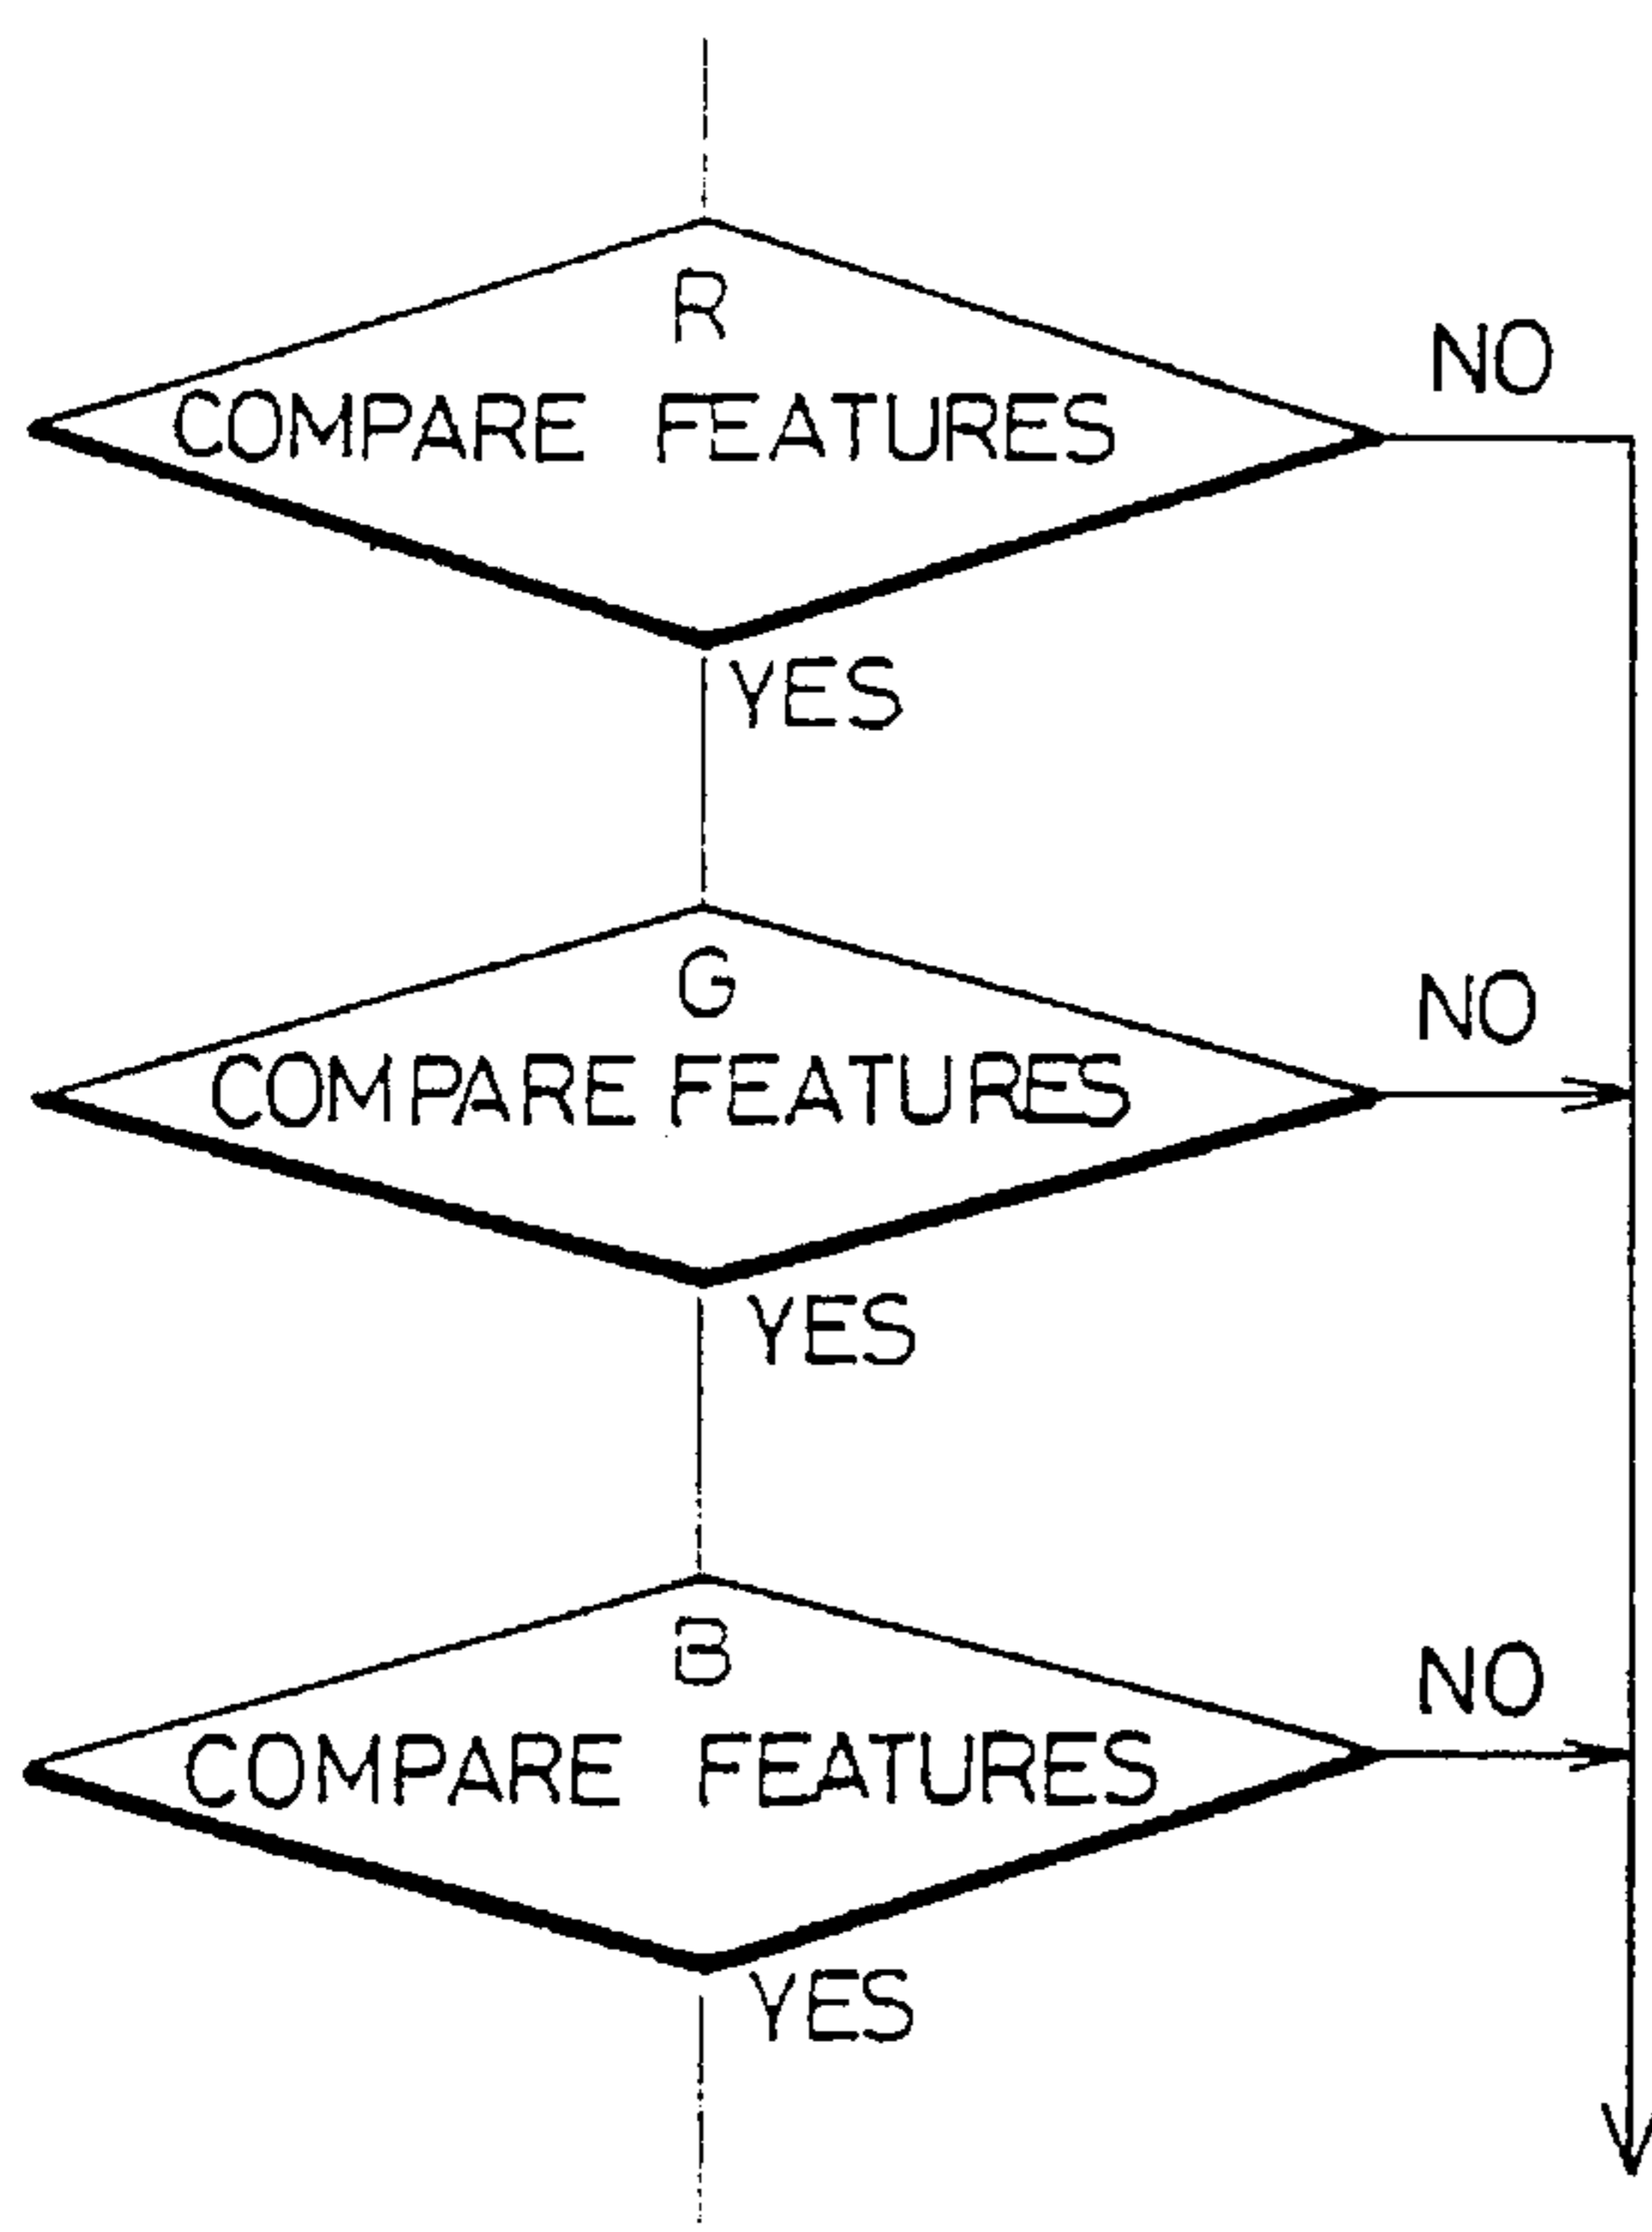 R
COMPARE FEATURES
NO
YES
G
COMPARE FEATURES
NO
YES
B
COMPARE FEATURES
NO
YES